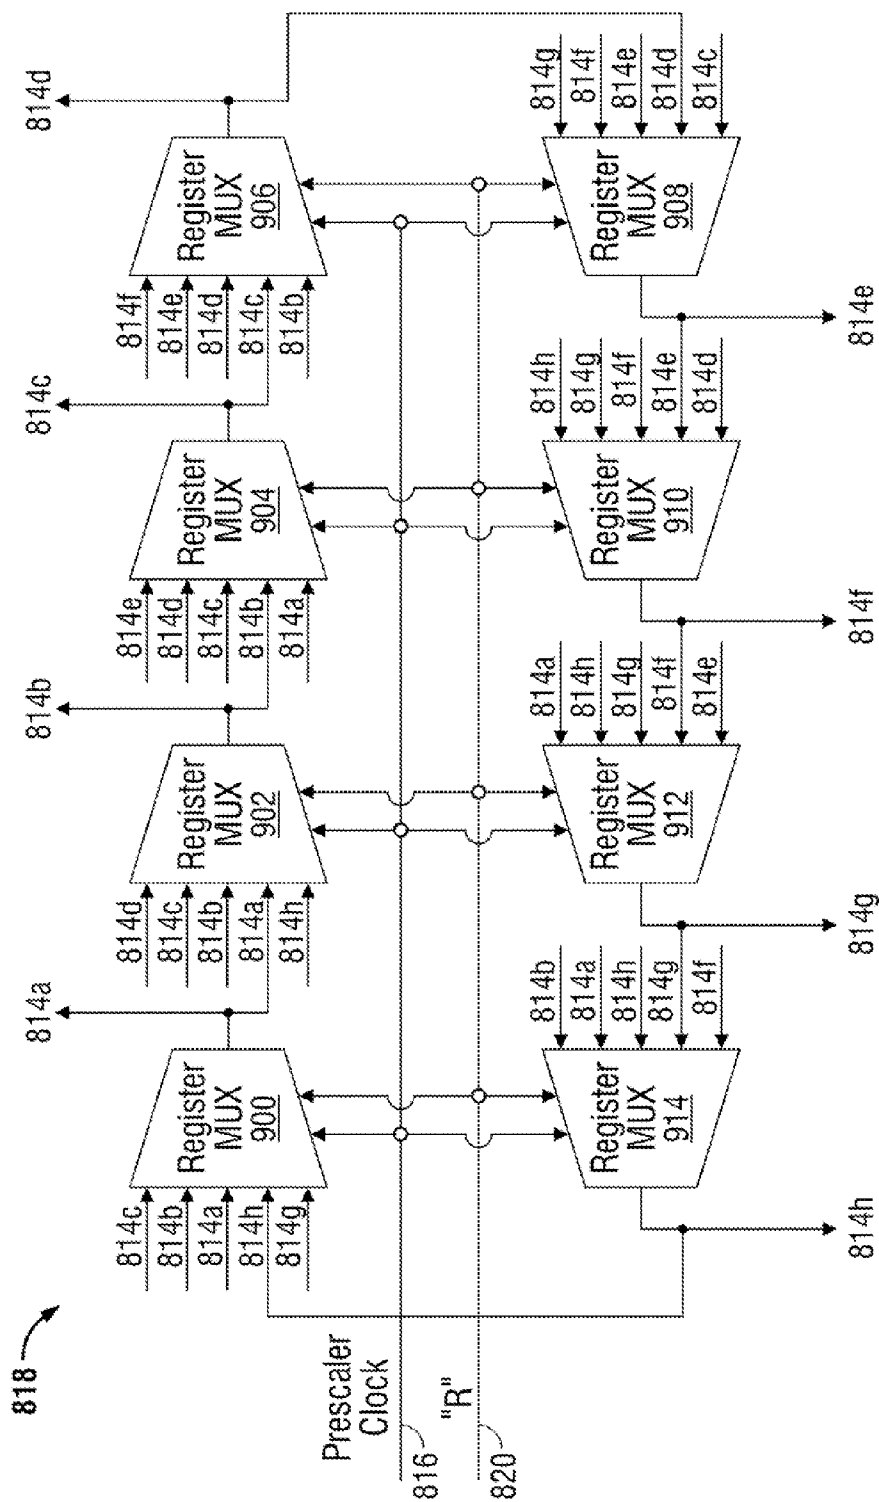 818
814a
814b
814c
814d
814c
814b
814a
814h
814g
Register
MUX
900
814d
814c
814b
814a
814h
Register
MUX
902
814e
814d
814c
814b
814a
Register
MUX
904
814f
814e
814d
814c
814b
Register
MUX
906
Prescaler
Clock
816
"R"
820
814b
814a
814h
814g
814f
Register
MUX
914
814a
814h
814g
814f
814e
Register
MUX
912
814h
814g
814f
814e
814d
Register
MUX
910
814g
814f
814e
814d
814c
Register
MUX
908
814h
814g
814f
814e